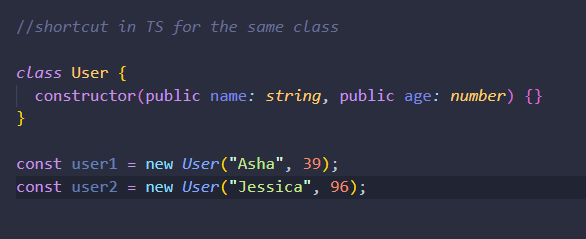 //shortcut in TS for the same class
class User {
constructor(public name: string, public age: number) {}
}
const user1 = new User("Asha", 39);
const user2 = new User("Jessica", 96);